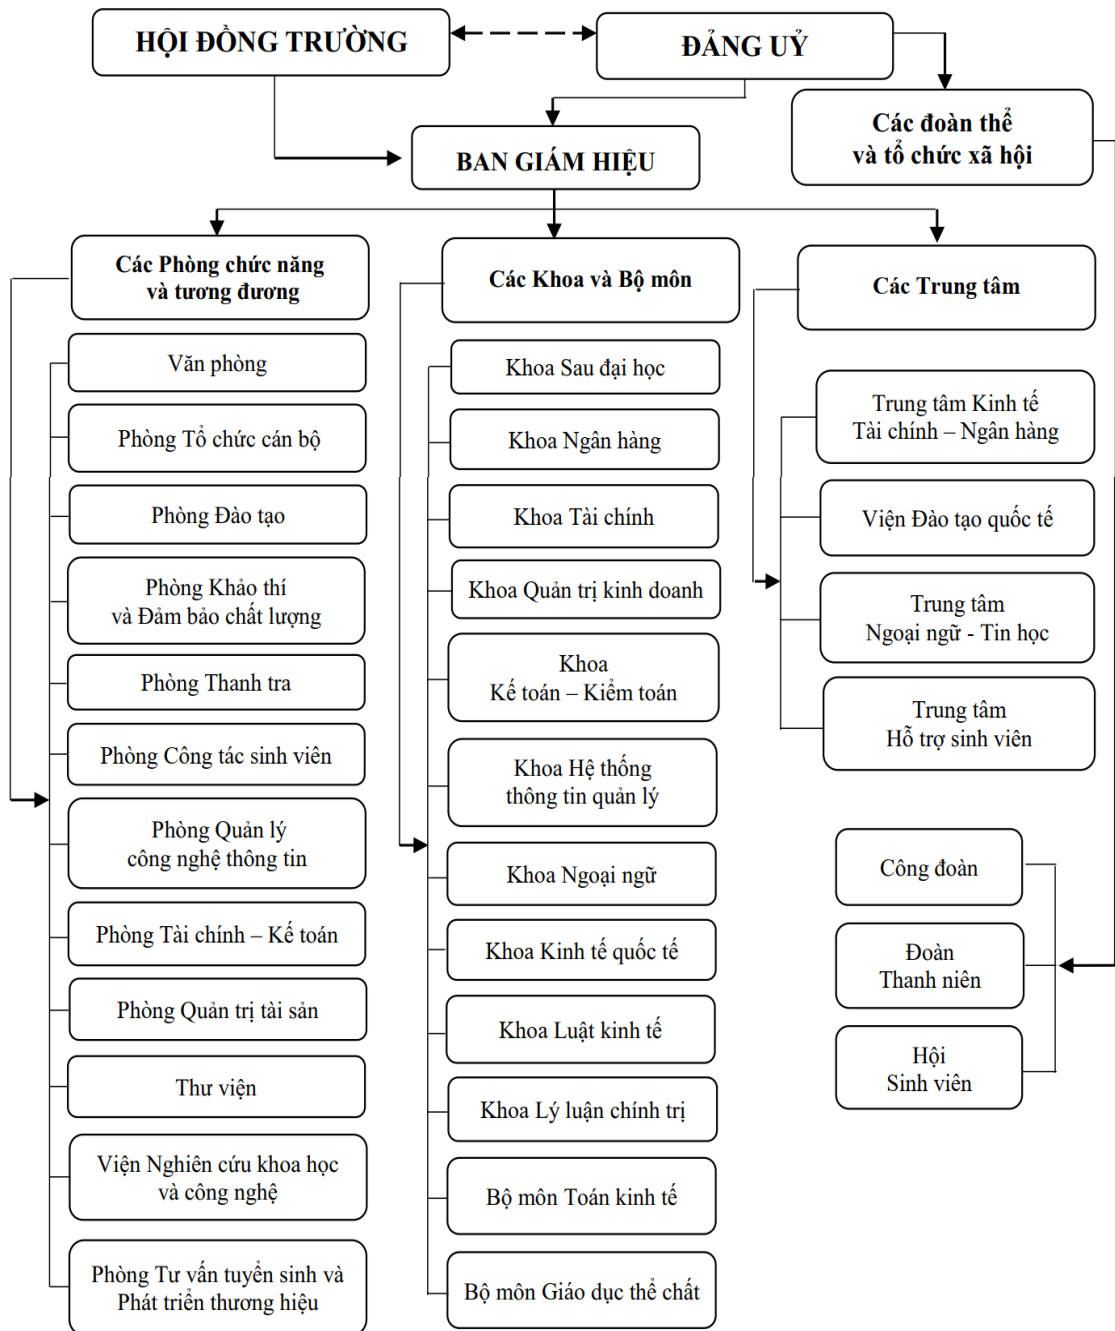 HỘI ĐỒNG TRƯỜNG
ĐẢNG UỶ
Các đoàn thể
và tổ chức xã hội
BAN GIÁM HIỆU
Các Phòng chức năng
và tương đương
Văn phòng
Phòng Tổ chức cán bộ
Phòng Đào tạo
Phòng Khảo thí
và Đảm bảo chất lượng
Phòng Thanh tra
Phòng Công tác sinh viên
Phòng Quản lý
công nghệ thông tin
Phòng Tài chính – Kế toán
Phòng Quản trị tài sản
Thư viện
Viện Nghiên cứu khoa học
và công nghệ
Phòng Tư vấn tuyển sinh và
Phát triển thương hiệu
Các Khoa và Bộ môn
Khoa Sau đại học
Khoa Ngân hàng
Khoa Tài chính
Khoa Quản trị kinh doanh
Khoa
Kế toán – Kiểm toán
Khoa Hệ thống
thông tin quản lý
Khoa Ngoại ngữ
Khoa Kinh tế quốc tế
Khoa Luật kinh tế
Khoa Lý luận chính trị
Bộ môn Toán kinh tế
Bộ môn Giáo dục thể chất
Các Trung tâm
Trung tâm Kinh tế
Tài chính – Ngân hàng
Viện Đào tạo quốc tế
Trung tâm
Ngoại ngữ - Tin học
Trung tâm
Hỗ trợ sinh viên
Công đoàn
Đoàn
Thanh niên
Hội
Sinh viên